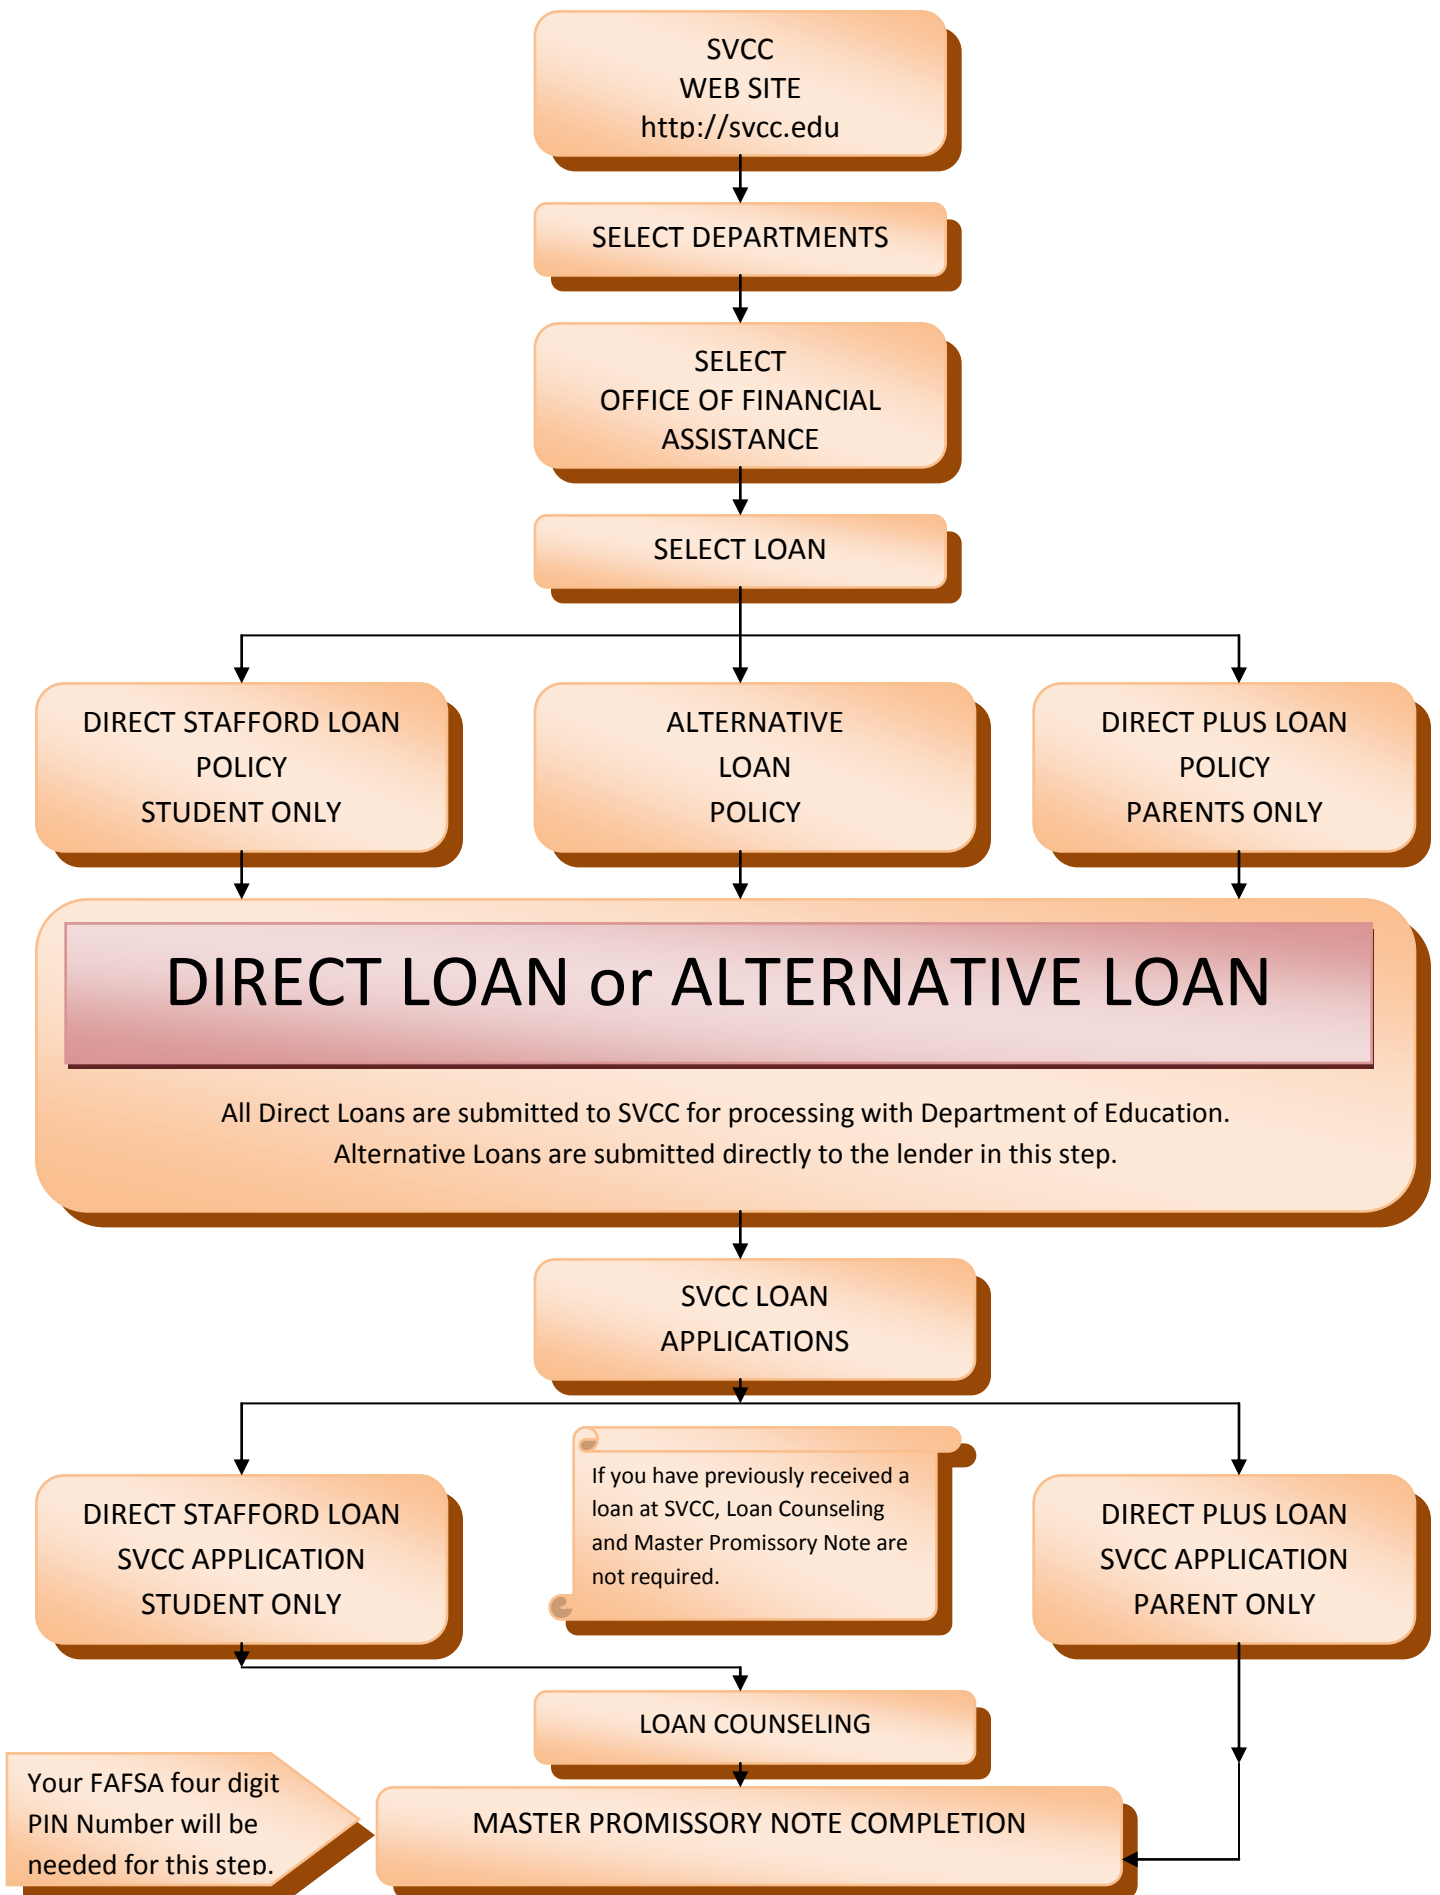 SVCC
WEB SITE
http://svcc.edu
SELECT DEPARTMENTS
SELECT
OFFICE OF FINANCIAL
ASSISTANCE
SELECT LOAN
DIRECT STAFFORD LOAN
POLICY
STUDENT ONLY
ALTERNATIVE
LOAN
POLICY
DIRECT PLUS LOAN
POLICY
PARENTS ONLY
DIRECT LOAN or ALTERNATIVE LOAN
All Direct Loans are submitted to SVCC for processing with Department of Education.
Alternative Loans are submitted directly to the lender in this step.
SVCC LOAN
APPLICATIONS
DIRECT STAFFORD LOAN
SVCC APPLICATION
STUDENT ONLY
If you have previously received a
loan at SVCC, Loan Counseling
and Master Promissory Note are
not required.
DIRECT PLUS LOAN
SVCC APPLICATION
PARENT ONLY
LOAN COUNSELING
Your FAFSA four digit
PIN Number will be
needed for this step.
MASTER PROMISSORY NOTE COMPLETION